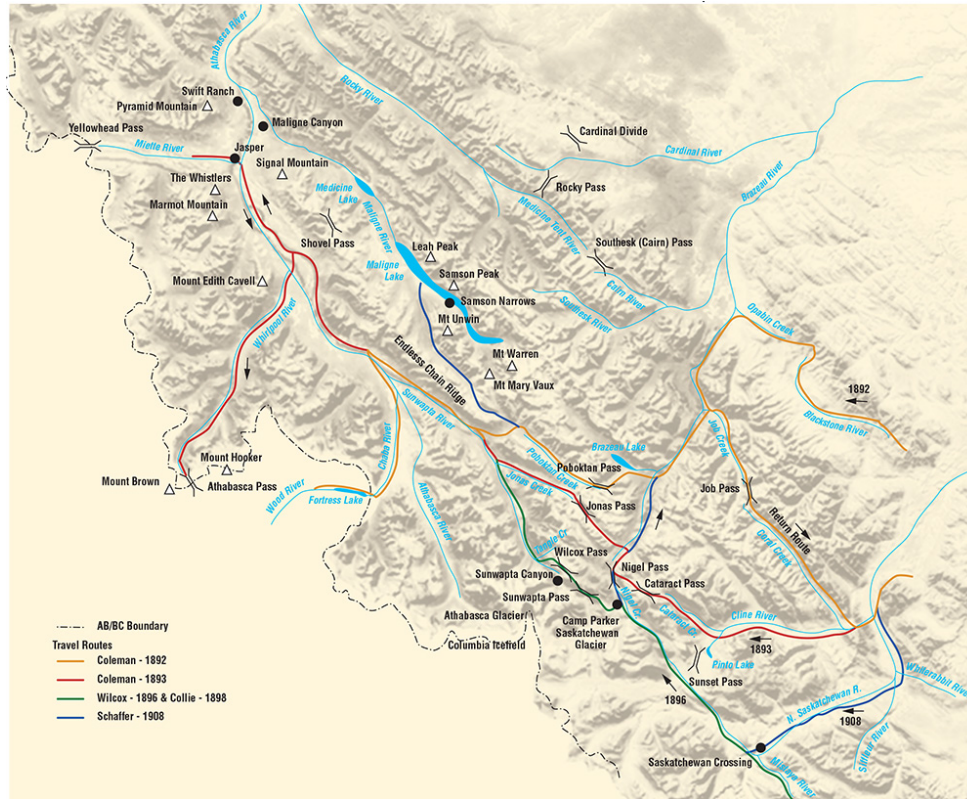 Athabasca River
Rocky River
Swift Ranch
Pyramid Mountain
Maligne Canyon
Yellowhead Pass
Miette River
Jasper
Signal Mountain
Cardinal Divide
Cardinal River
Brazeau River
The Whistlers
Marmot Mountain
Medicine
Lake
Rocky Pass
Medicine Tent River
Shovel Pass
Maligne River
Leah Peak
Southesk (Cairn) Pass
Maligne
Lake
Samson Peak
Mount Edith Cavell
Cairn River
Samson Narrows
Southesk River
Mt Unwin
Opabin Creek
Whirlpool River
Endlesss Chain Ridge
Mt Warren
Mt Mary Vaux
1892
Sunwapta River
Blackstone River
Chaba River
Job Creek
Brazeau Lake
Mount Hooker
Poboktan Creek
Poboktan Pass
Mount Brown
Athabasca Pass
Jonas Creek
Job Pass
Wood River
Fortress Lake
Athabasca River
Jonas Pass
Return Route
Coral Creek
Tangle Cr
Wilcox Pass
Nigel Pass
Sunwapta Canyon
Cataract Pass
Sunwapta Pass
Nigel Cr
Cataract Cr
Athabasca Glacier
Camp Parker
Saskatchewan
Glacier
Cline River
Columbia Icefield
1893
Pinto Lake
Sunset Pass
Whiterabbit River
1896
N. Saskatchewan R.
1908
Siffleur River
Saskatchewan Crossing
Mistaya River
AB/BC Boundary
Travel Routes
Coleman - 1892
Coleman - 1893
Wilcox - 1896 & Collie - 1898
Schaffer - 1908